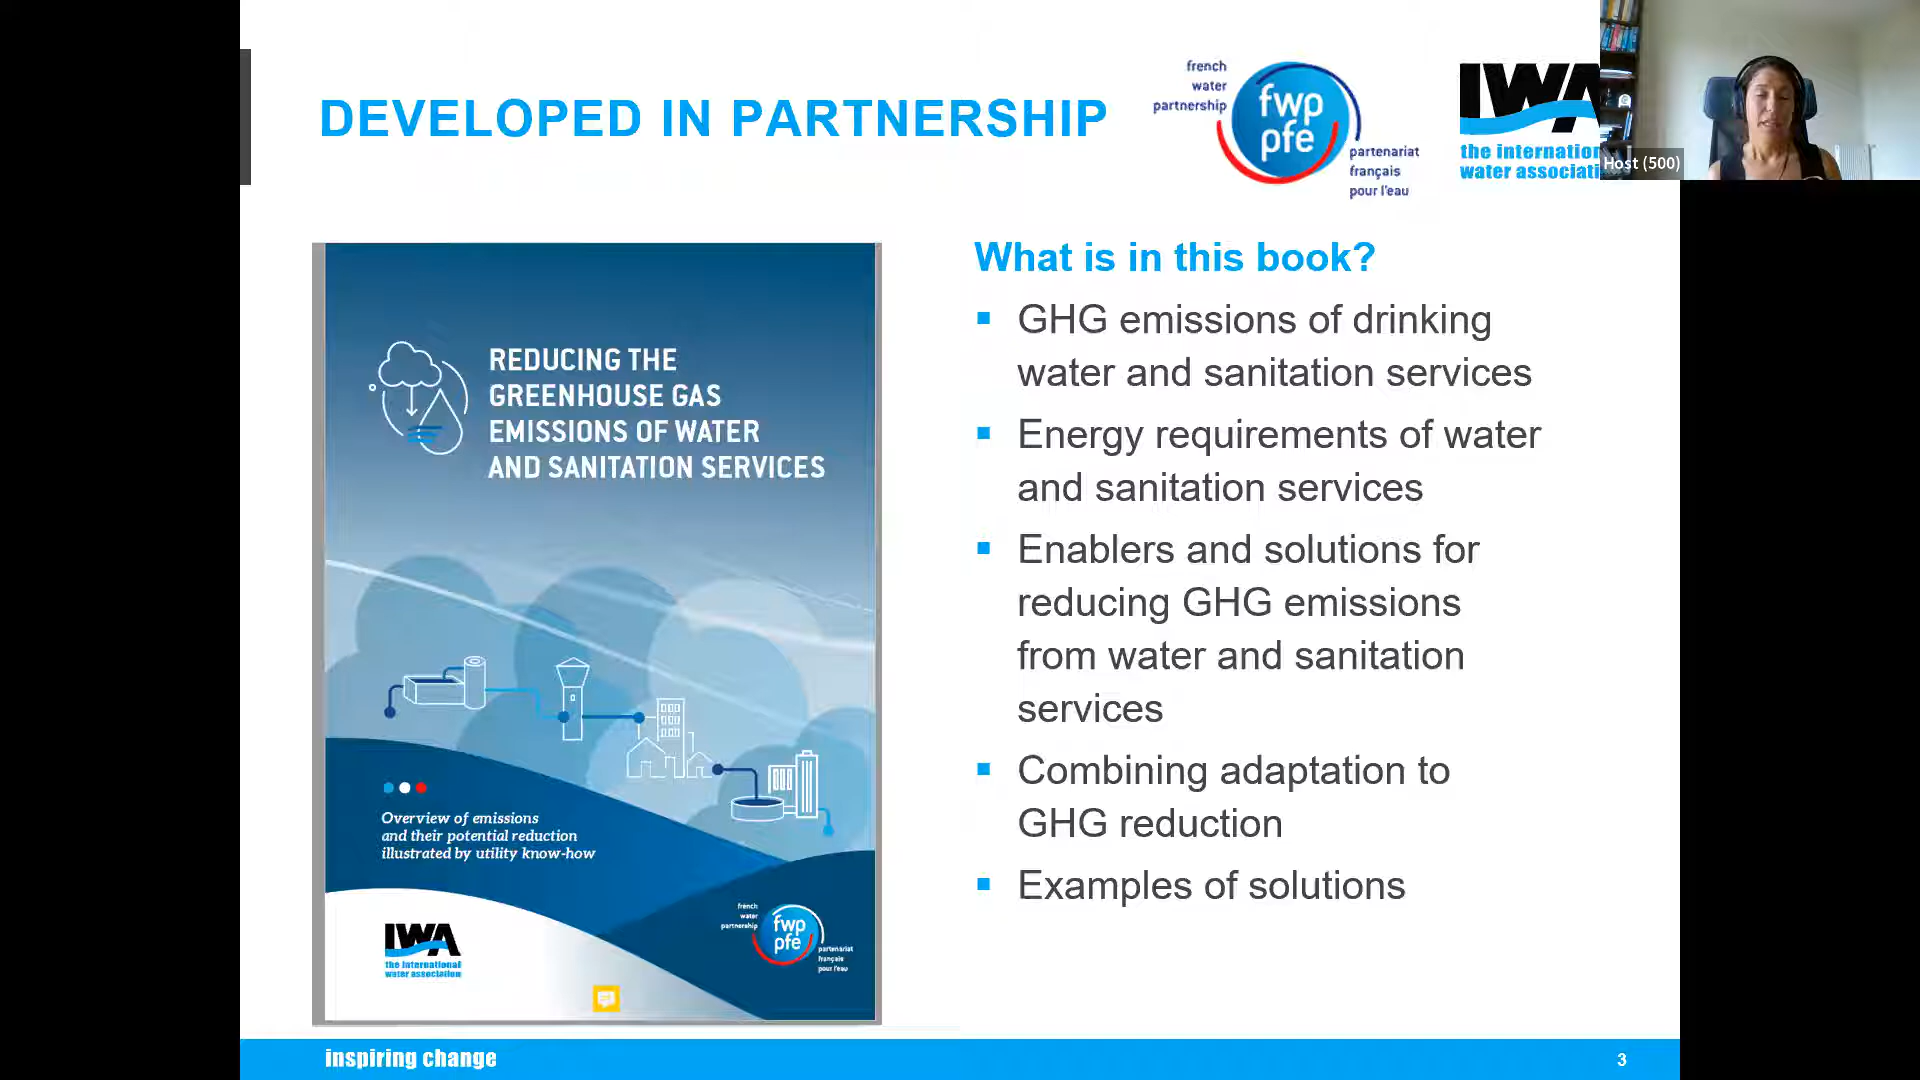 DEVELOPED IN PARTNERSHIP
french
water
partnership
fwp
pfe
partenariat
français
pour l'eau
IWA
the internation
water associati
Host (500)
REDUCING THE
GREENHOUSE GAS
EMISSIONS OF WATER
AND SANITATION SERVICES
Overview of emissions
and their potential reduction
illustrated by utility know-how
IWA
the international
water association
french
water
partnership
fwp
pfe
partenariat
français
pour l'eau
What is in this book?
GHG emissions of drinking
water and sanitation services
Energy requirements of water
and sanitation services
Enablers and solutions for
reducing GHG emissions
from water and sanitation
services
Combining adaptation to
GHG reduction
Examples of solutions
inspiring change
3